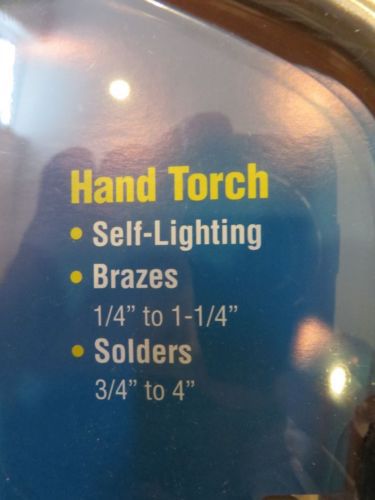 Hand Torch
• Self-Lighting
• Brazes
1/4” to 1-1/4”
• Solders
3/4” to 4”